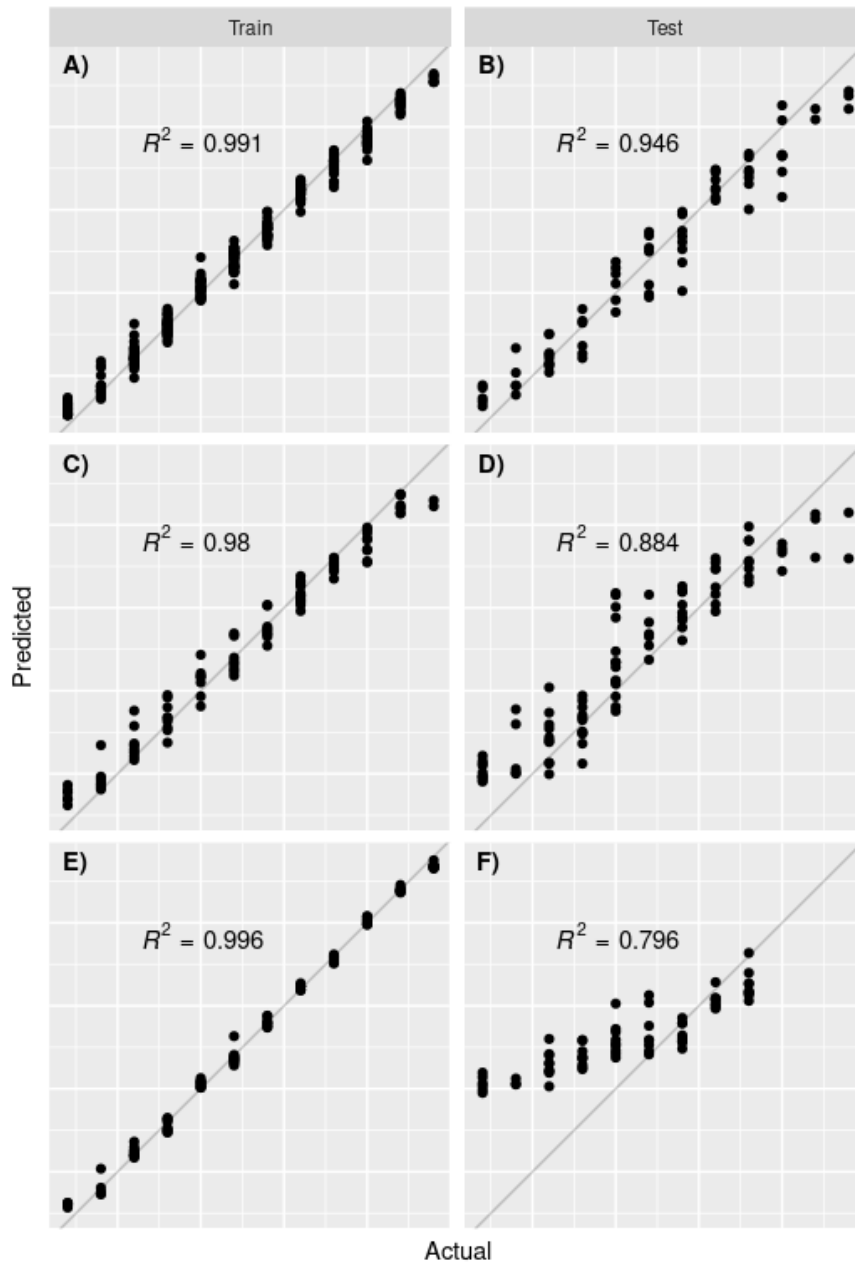 Train
Test
A)
R² = 0.991
B)
R² = 0.946
C)
R² = 0.98
D)
R² = 0.884
E)
R² = 0.996
F)
R² = 0.796
Predicted
Actual